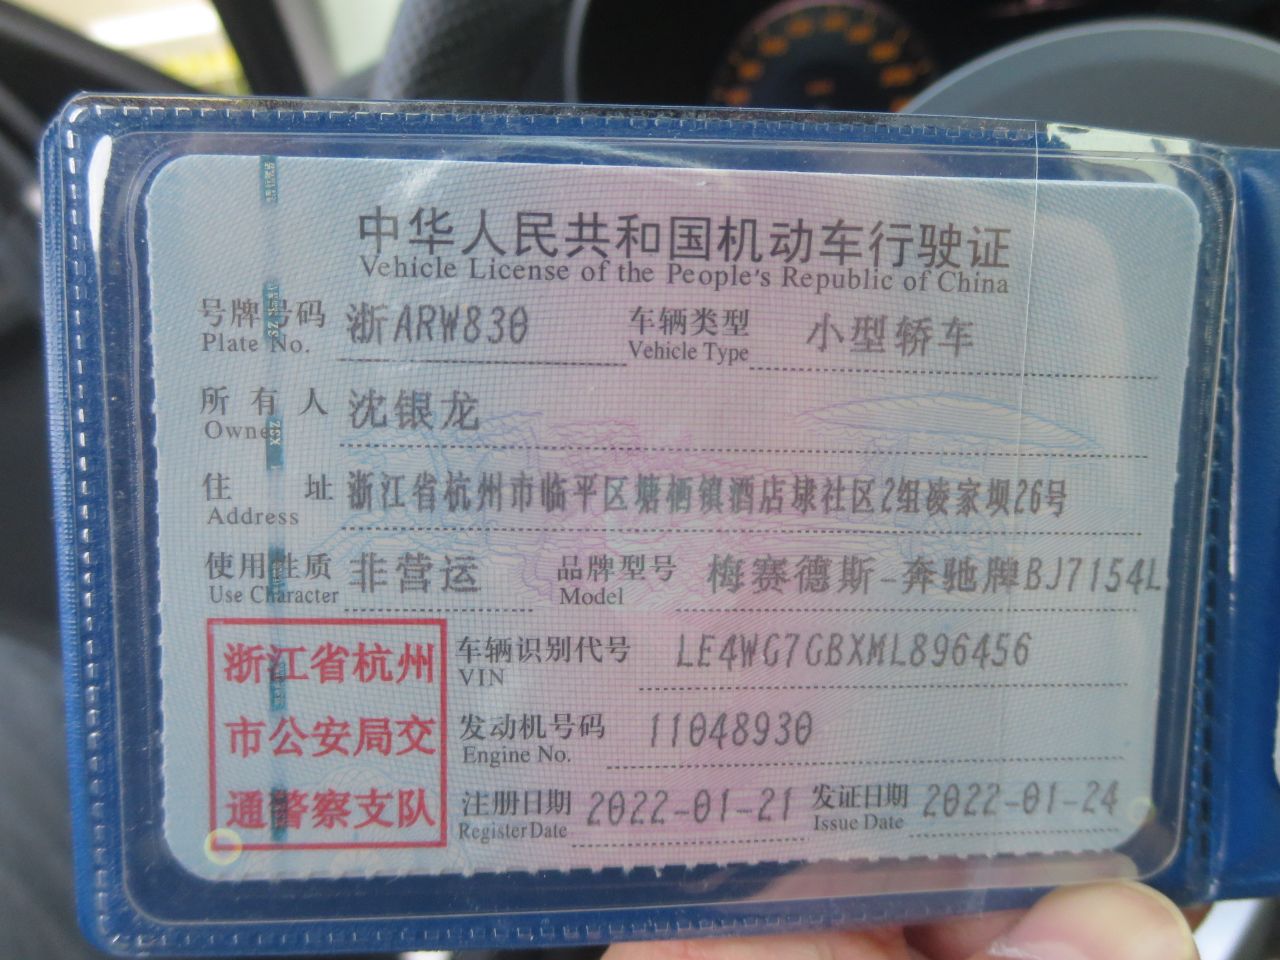 中华人民共和国机动车行驶证
Vehicle License of the People's Republic of China
号牌号码 浙ARW830 车辆类型 小型轿车
Plate No. Vehicle Type
所有人 沈银龙
Owner
住址 浙江省杭州市临平区塘栖镇酒店埭社区2组凌家坝26号
Address
使用性质 非营运 品牌型号 梅赛德斯-奔驰牌BJ7154L
Use Character Model
浙江省杭州 车辆识别代号 LE4WG7GBXML896456
VIN
市公安局交 发动机号码 11048930
Engine No.
通警察支队 注册日期 2022-01-21 发证日期 2022-01-24
Register Date Issue Date